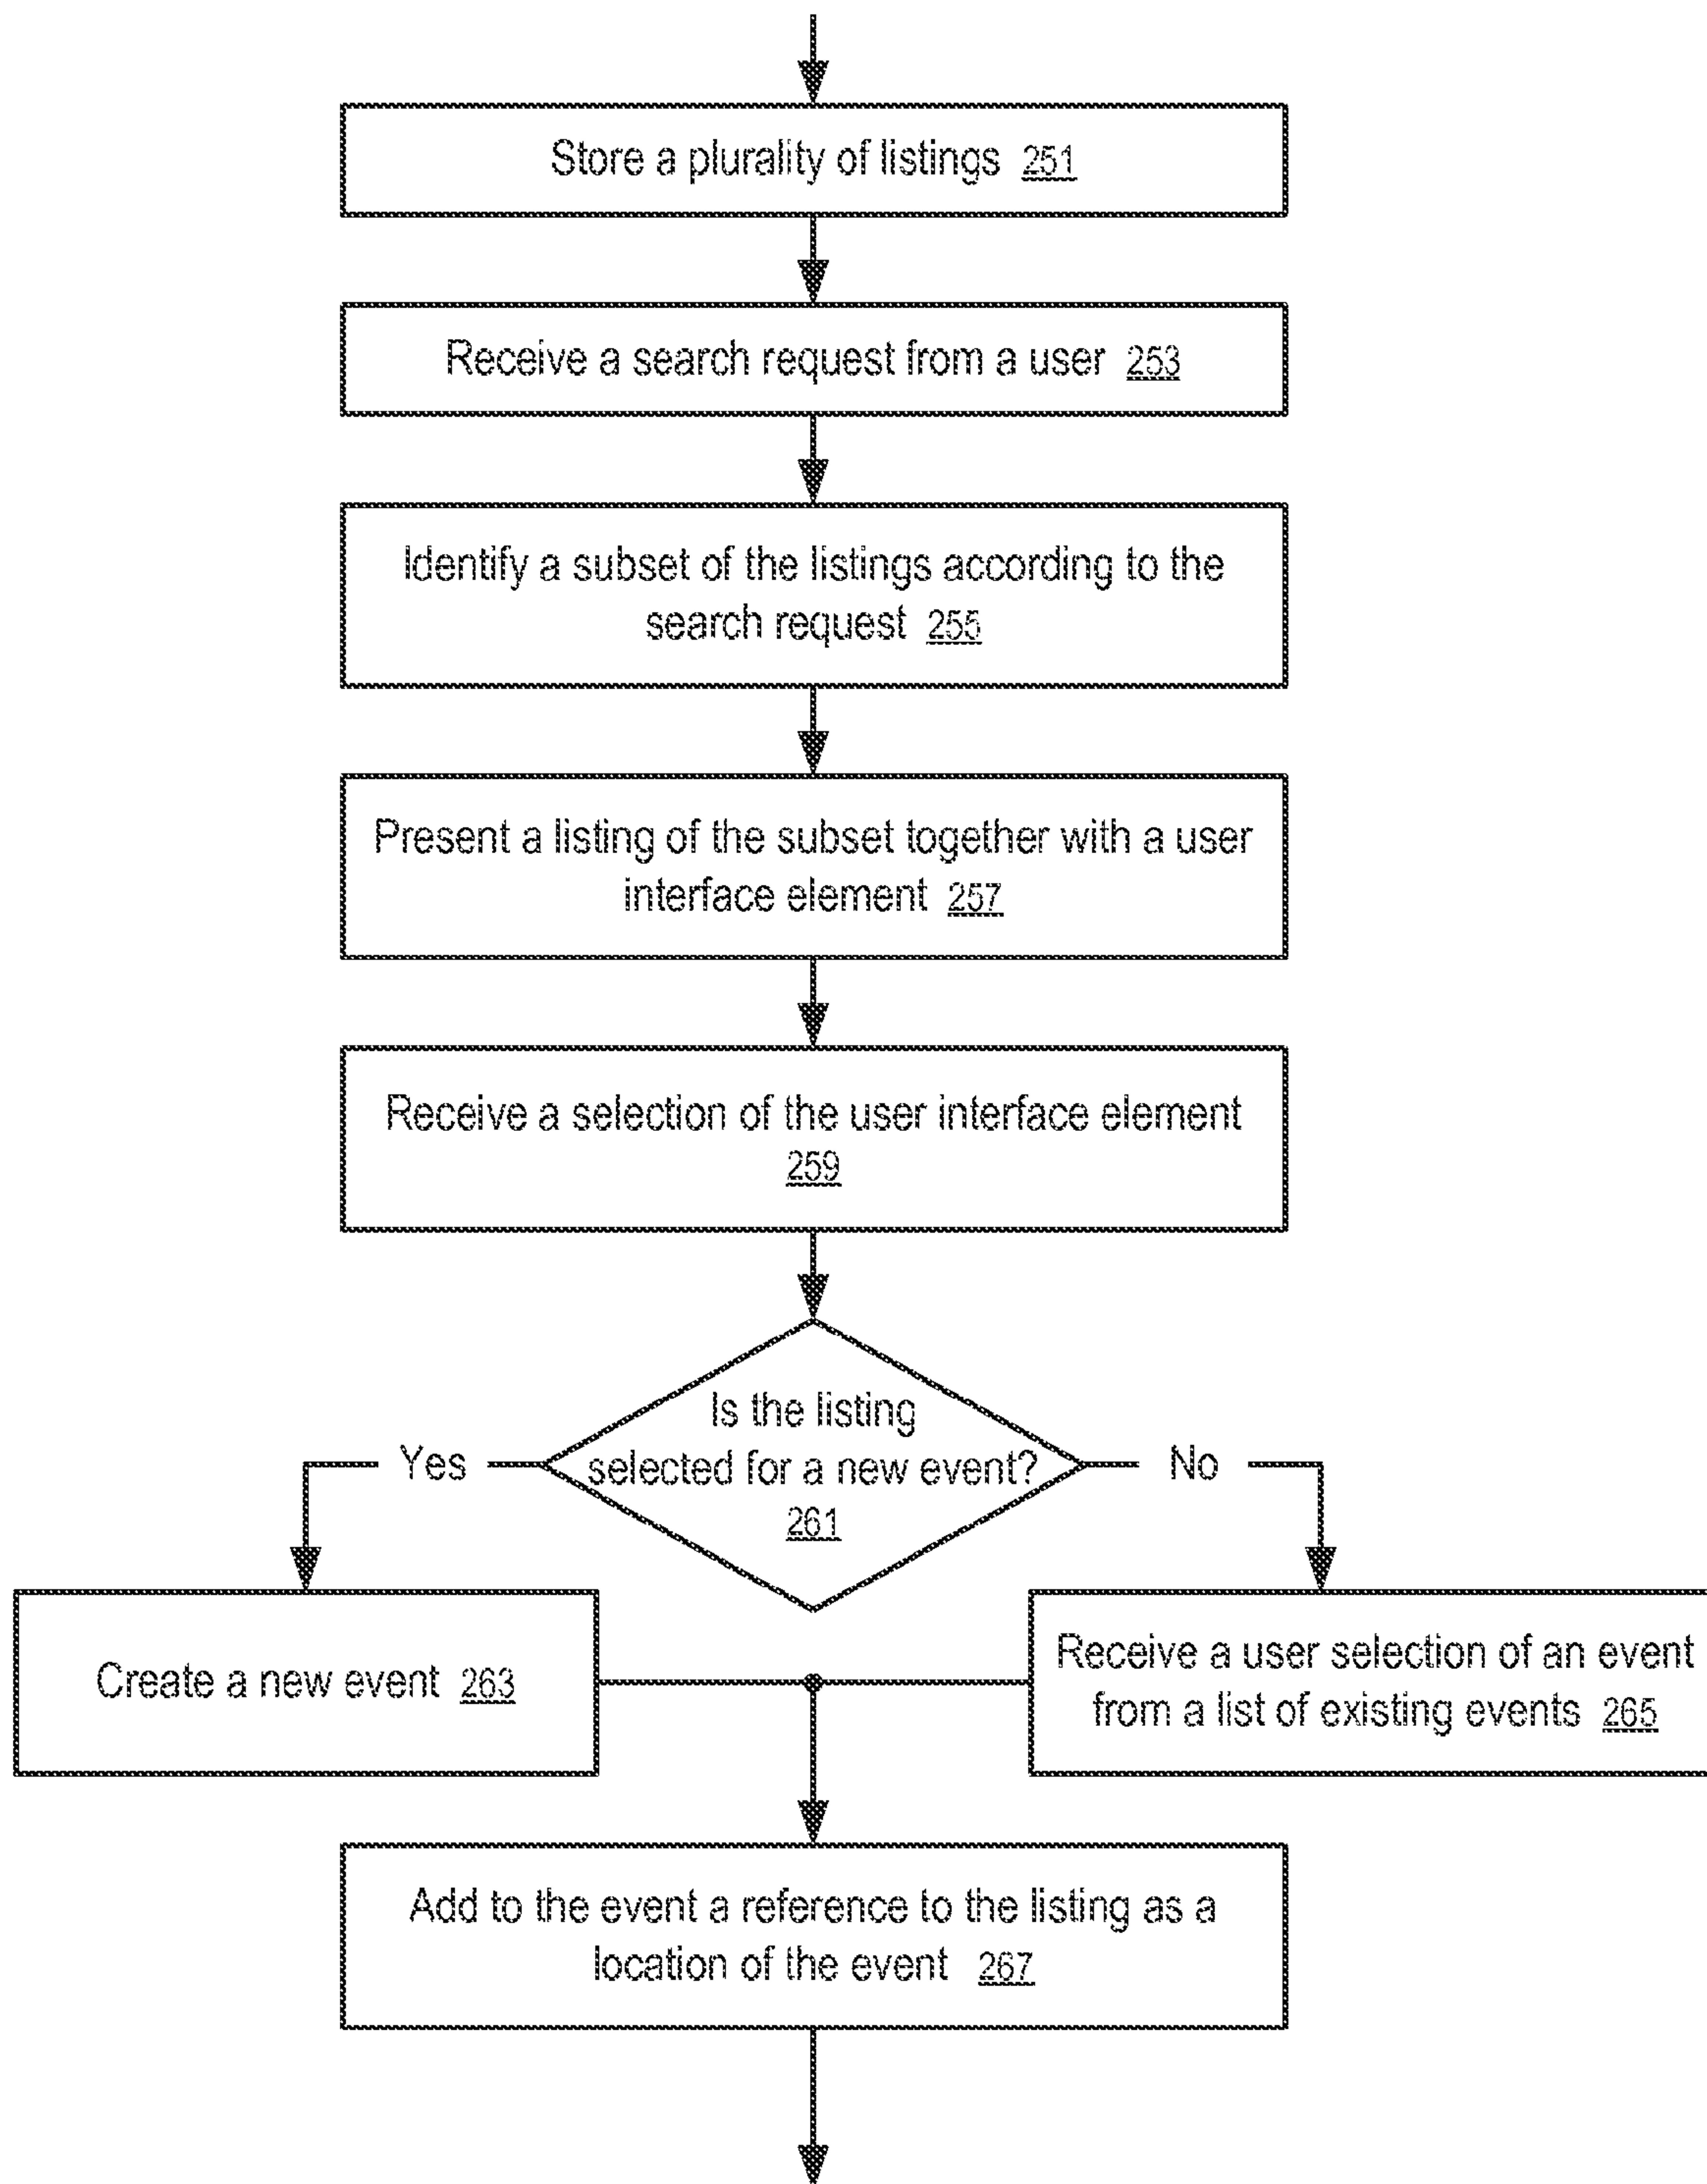 Store a plurality of listings 251
Receive a search request from a user 253
Identify a subset of the listings according to the
search request 255
Present a listing of the subset together with a user
interface element 257
Receive a selection of the user interface element
259
Is the listing
selected for a new event?
261
Yes
No
Create a new event 263
Receive a user selection of an event
from a list of existing events 265
Add to the event a reference to the listing as a
location of the event 267